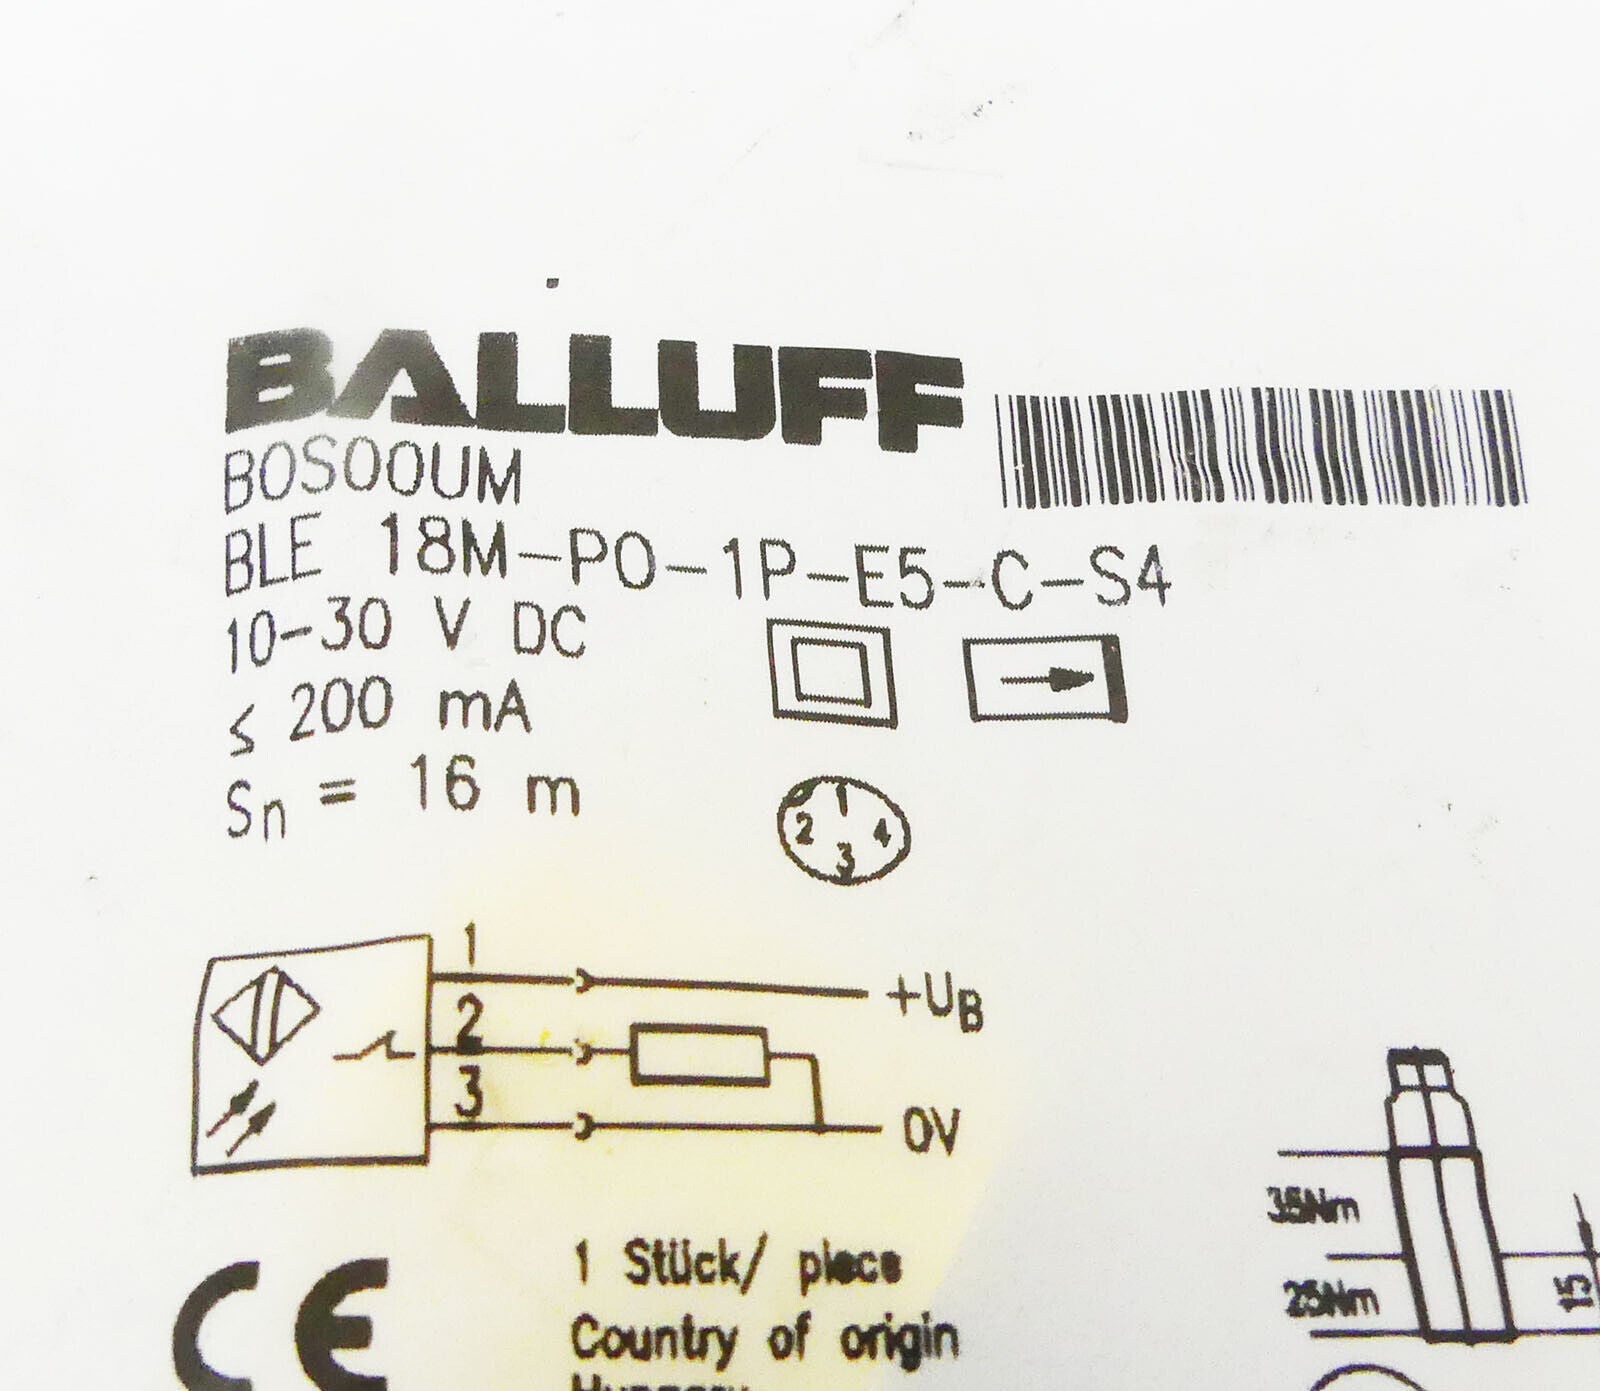 BALLUFF
BOS00UM
BLE 18M-PO-1P-E5-C-S4
10-30 V DC
≤ 200 mA
Sn = 16 m
1
2 4
3
1
+UB
2
3
0V
35Nm
25Nm
15
CE
1 Stück/ piece
Country of origin
Hungary